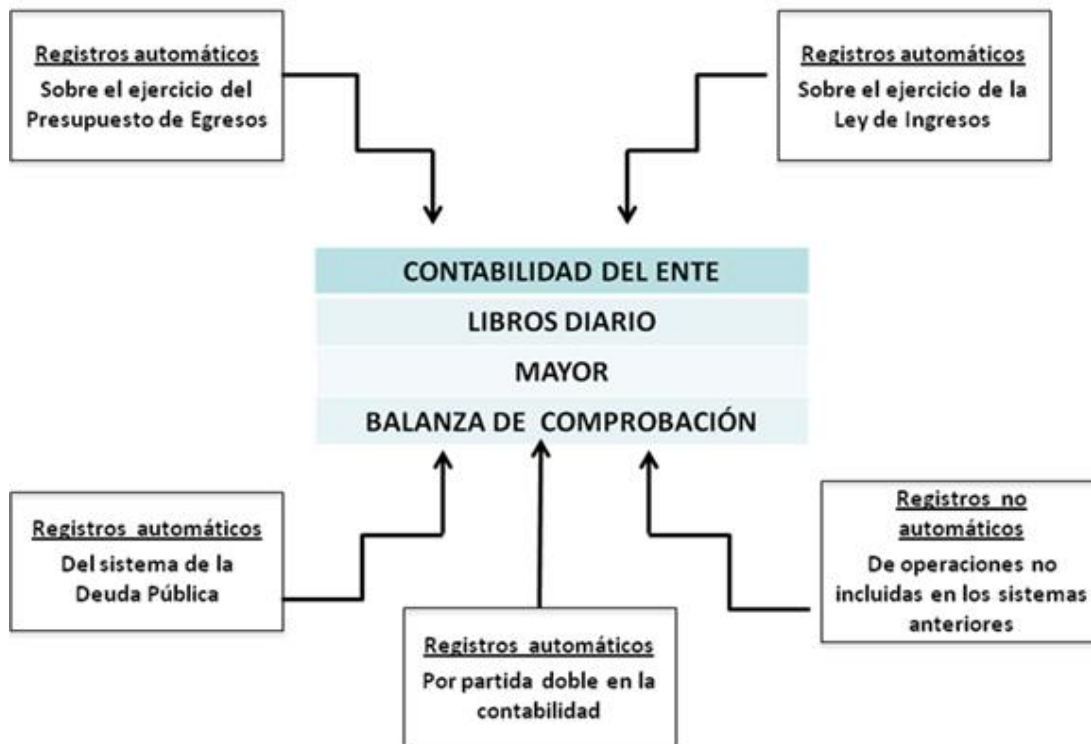 Registros automáticos
Sobre el ejercicio del
Presupuesto de Egresos
Registros automáticos
Sobre el ejercicio de la
Ley de Ingresos
CONTABILIDAD DEL ENTE
LIBROS DIARIO
MAYOR
BALANZA DE COMPROBACIÓN
Registros automáticos
Del sistema de la
Deuda Pública
Registros automáticos
Por partida doble en la
contabilidad
Registros no
automáticos
De operaciones no
incluidas en los sistemas
anteriores